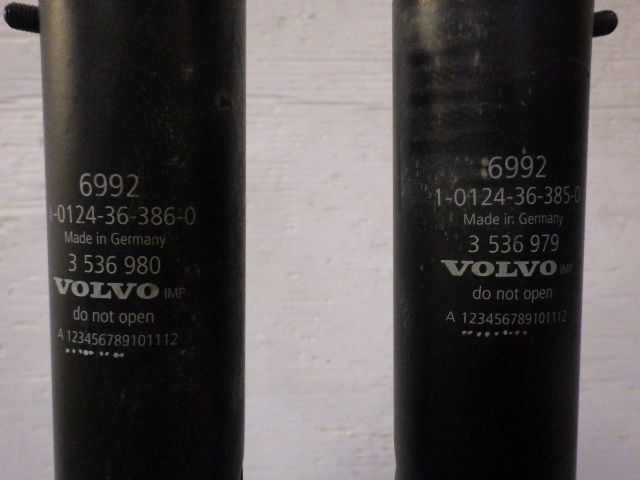 6992
1-0124-36-386-0
Made in Germany
3 536 980
VOLVO IMP
do not open
A 123456789101112
6992
1-0124-36-385-0
Made in Germany
3 536 979
VOLVO IMP
do not open
A 123456789101112